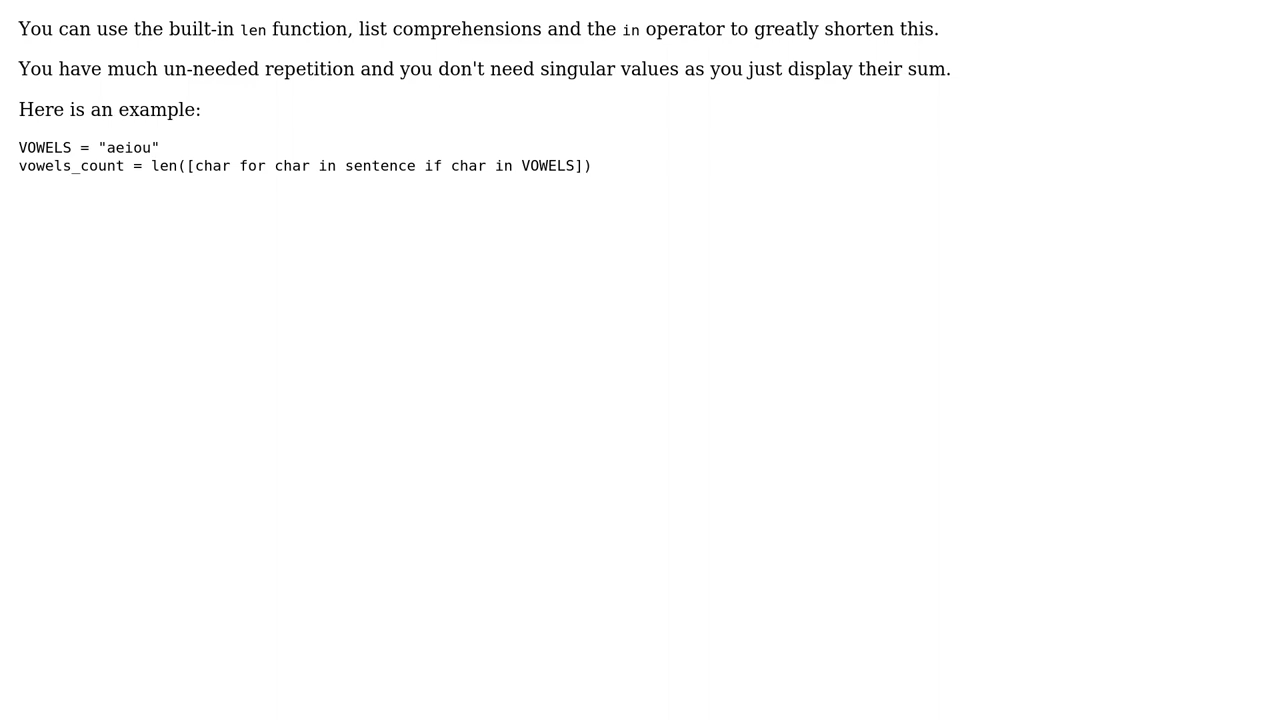 You can use the built-in len function, list comprehensions and the in operator to greatly shorten this.
You have much un-needed repetition and you don't need singular values as you just display their sum.
Here is an example:
VOWELS = "aeiou"
vowels_count = len([char for char in sentence if char in VOWELS])